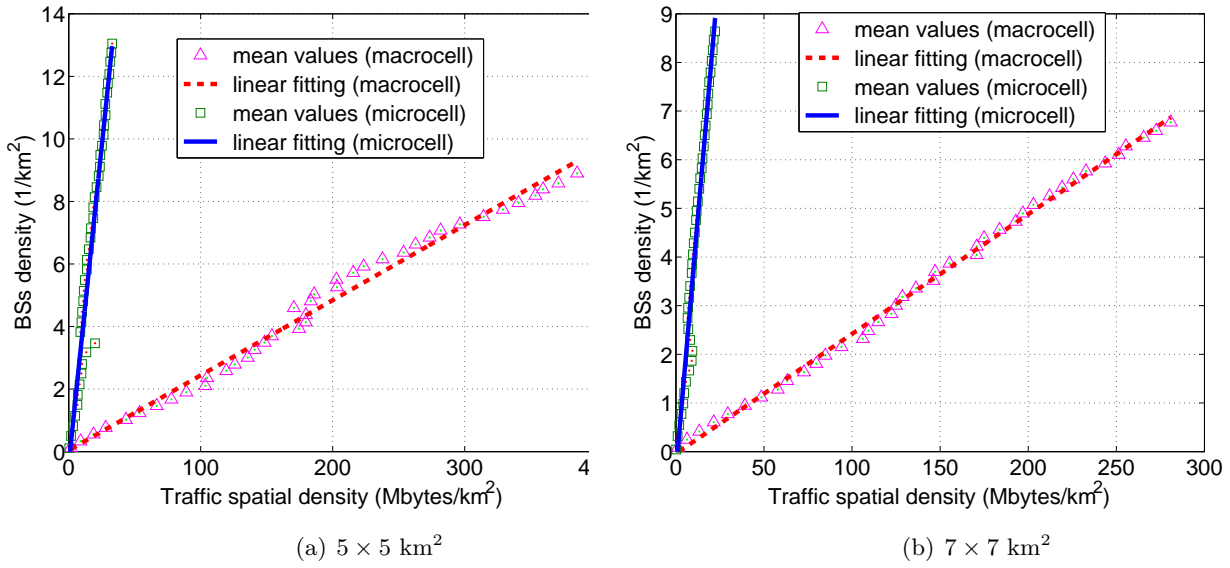 14
12
10
8
6
4
2
0
BSs density (1/km²)
mean values (macrocell)
linear fitting (macrocell)
mean values (microcell)
linear fitting (microcell)
0 100 200 300 4
Traffic spatial density (Mbytes/km²)
(a) 5 × 5 km²
9
8
7
6
5
4
3
2
1
0
BSs density (1/km²)
mean values (macrocell)
linear fitting (macrocell)
mean values (microcell)
linear fitting (microcell)
0 50 100 150 200 250 300
Traffic spatial density (Mbytes/km²)
(b) 7 × 7 km²